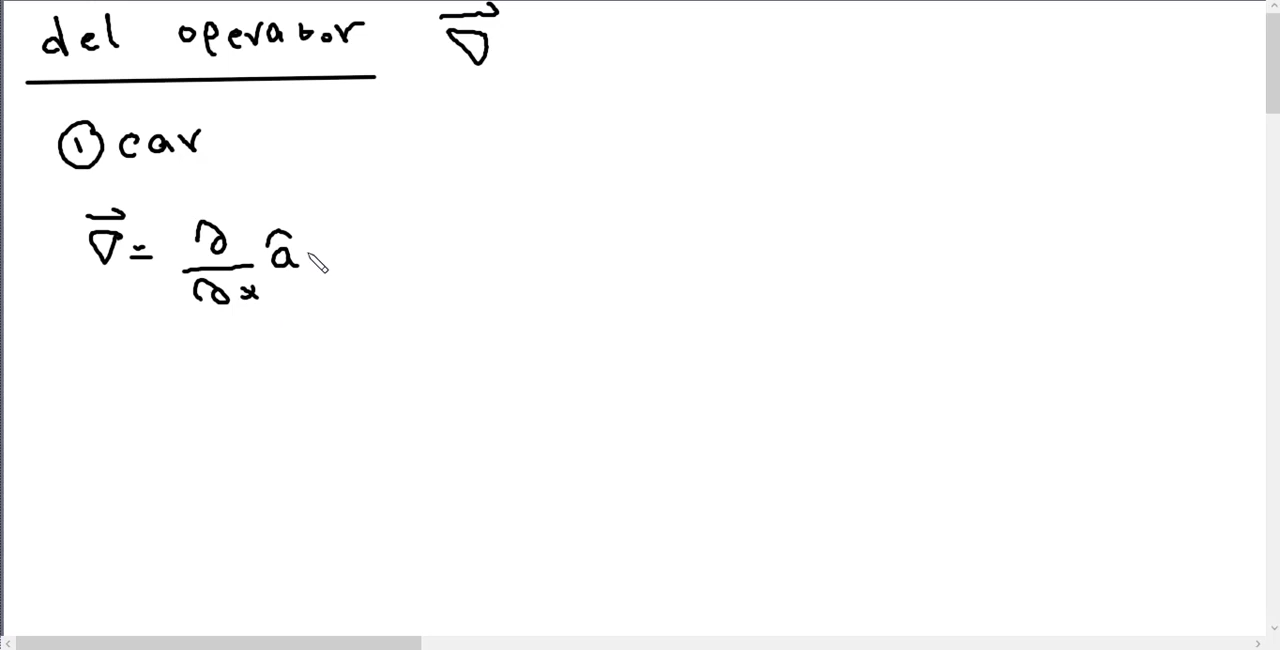 del operator ∇⃗
① car
∇⃗ = ∂/∂x â